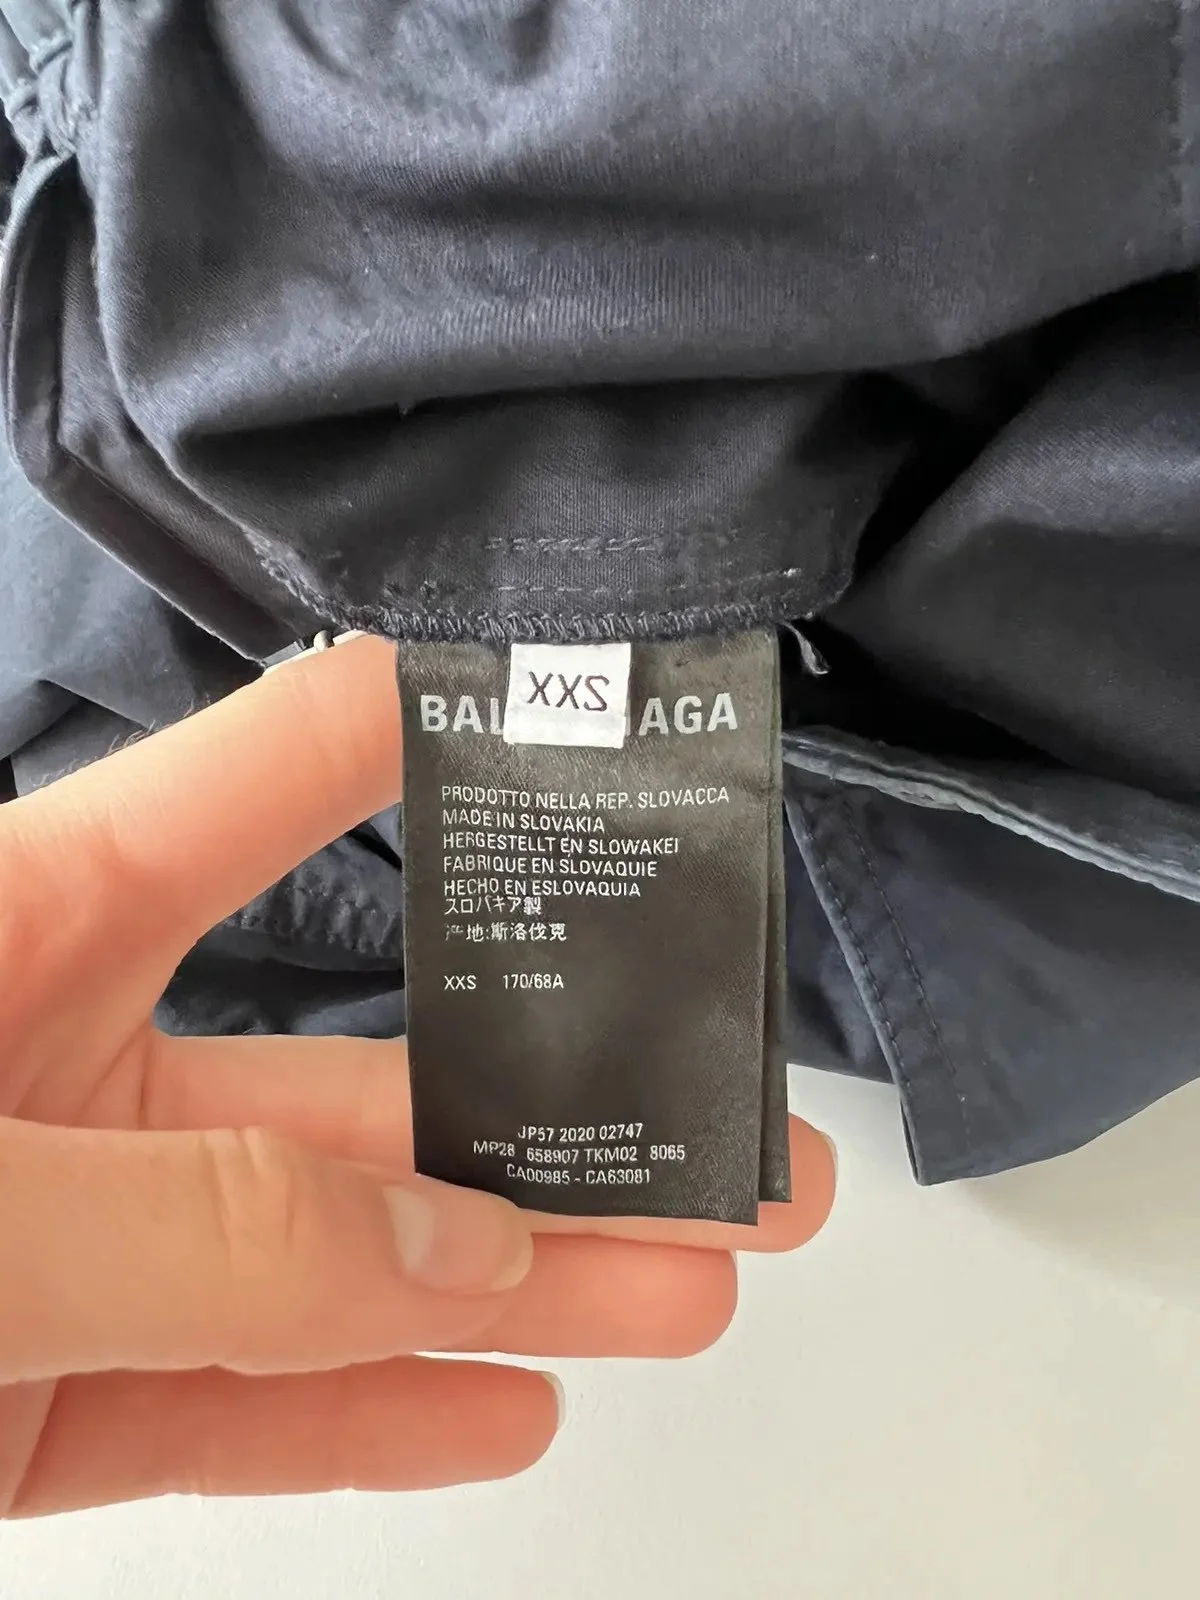 XXS
BAL AGA
PRODOTTO NELLA REP. SLOVACCA
MADE IN SLOVAKIA
HERGESTELLT EN SLOWAKEI
FABRIQUE EN SLOVAQUIE
HECHO EN ESLOVAQUIA
スロバキア製
产地:斯洛伐克
XXS 170/68A
JP57 2020 02747
MP28 658907 TKM02 8065
CA00985 - CA63081